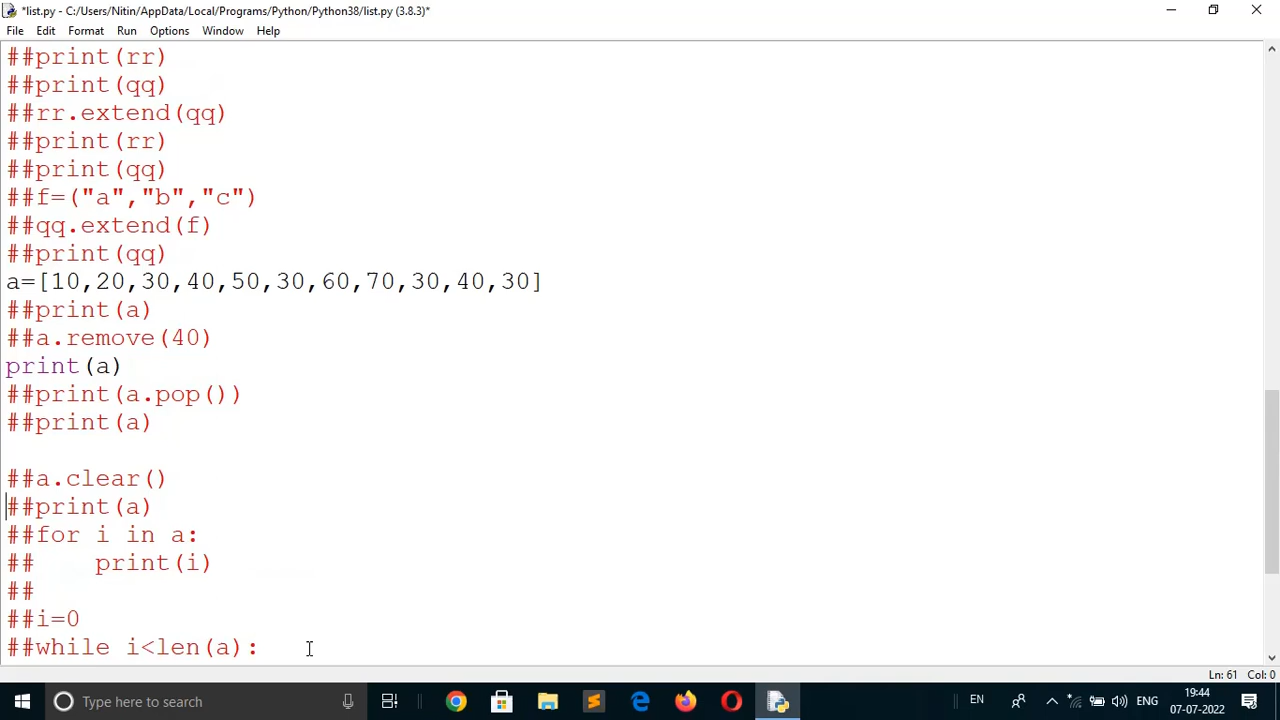 *list.py - C:/Users/Nitin/AppData/Local/Programs/Python/Python38/list.py (3.8.3)*
File Edit Format Run Options Window Help
##print(rr)
##print(qq)
##rr.extend(qq)
##print(rr)
##print(qq)
##f=("a","b","c")
##qq.extend(f)
##print(qq)
a=[10,20,30,40,50,30,60,70,30,40,30]
##print(a)
##a.remove(40)
print(a)
##print(a.pop())
##print(a)
##a.clear()
##print(a)
##for i in a:
##    print(i)
##
##i=0
##while i<len(a):
Ln: 61 Col: 0
Type here to search
EN
ENG
19:44
07-07-2022